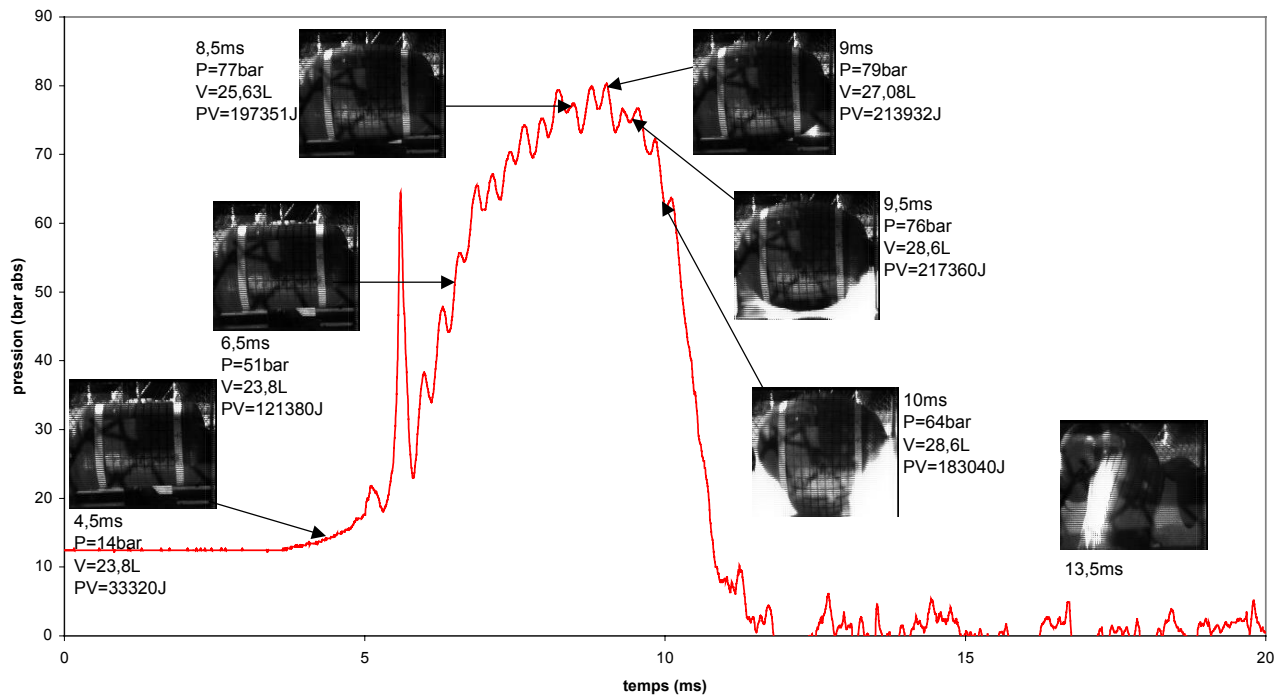 90
80
70
60
50
40
30
20
10
0
pression (bar abs)
8,5ms
P=77bar
V=25,63L
PV=197351J
9ms
P=79bar
V=27,08L
PV=213932J
9,5ms
P=76bar
V=28,6L
PV=217360J
6,5ms
P=51bar
V=23,8L
PV=121380J
10ms
P=64bar
V=28,6L
PV=183040J
4,5ms
P=14bar
V=23,8L
PV=33320J
13,5ms
0
5
10
15
20
temps (ms)